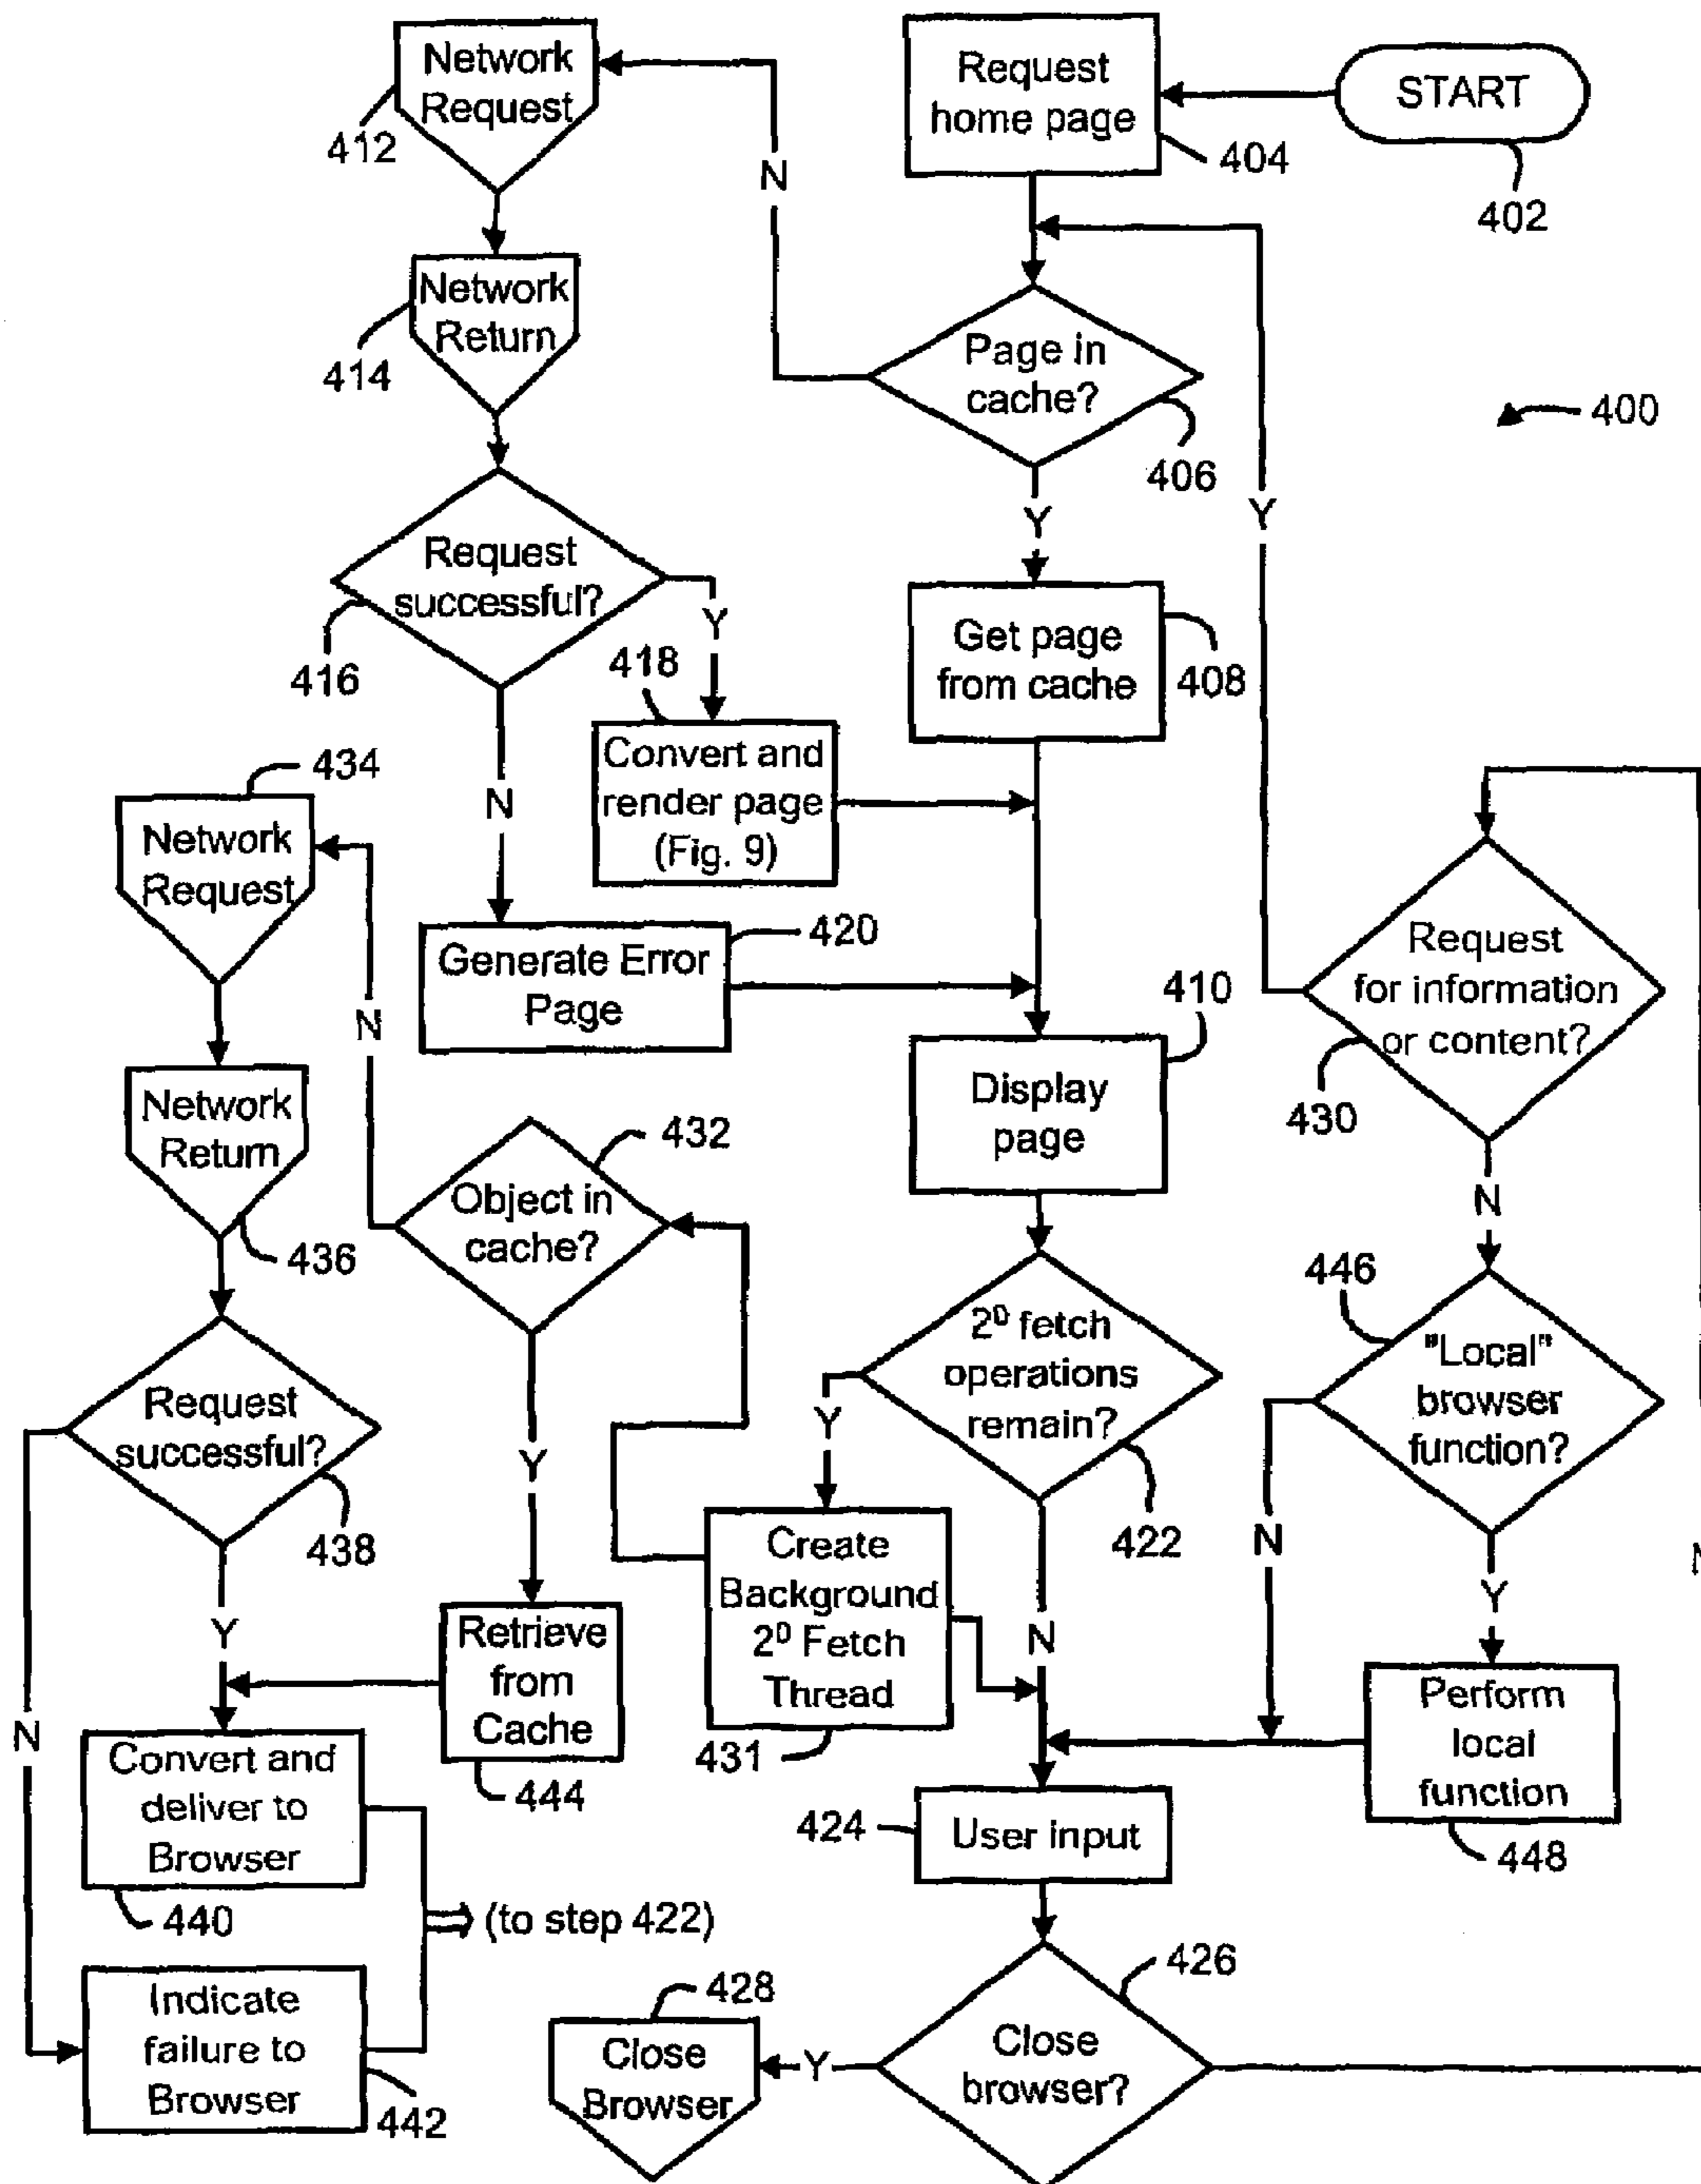 Network
Request
412
Request
home page
404
START
402
N
Network
Return
414
Page in
cache?
406
400
Y
Y
Request
successful?
416
Y
Get page
from cache
408
418
Convert and
render page
(Fig. 9)
N
434
Network
Request
420
Generate Error
Page
N
410
Display
page
Request
for information
or content?
430
N
Network
Return
436
432
Object in
cache?
2⁰ fetch
operations
remain?
422
446
"Local"
browser
function?
Y
N
Y
Request
successful?
438
Y
Create
Background
2⁰ Fetch
Thread
431
N
Y
N
Y
N
Retrieve
from
Cache
444
Perform
local
function
448
Convert and
deliver to
Browser
440
424
User input
(to step 422)
Indicate
failure to
Browser
442
428
Close
Browser
Y
426
Close
browser?